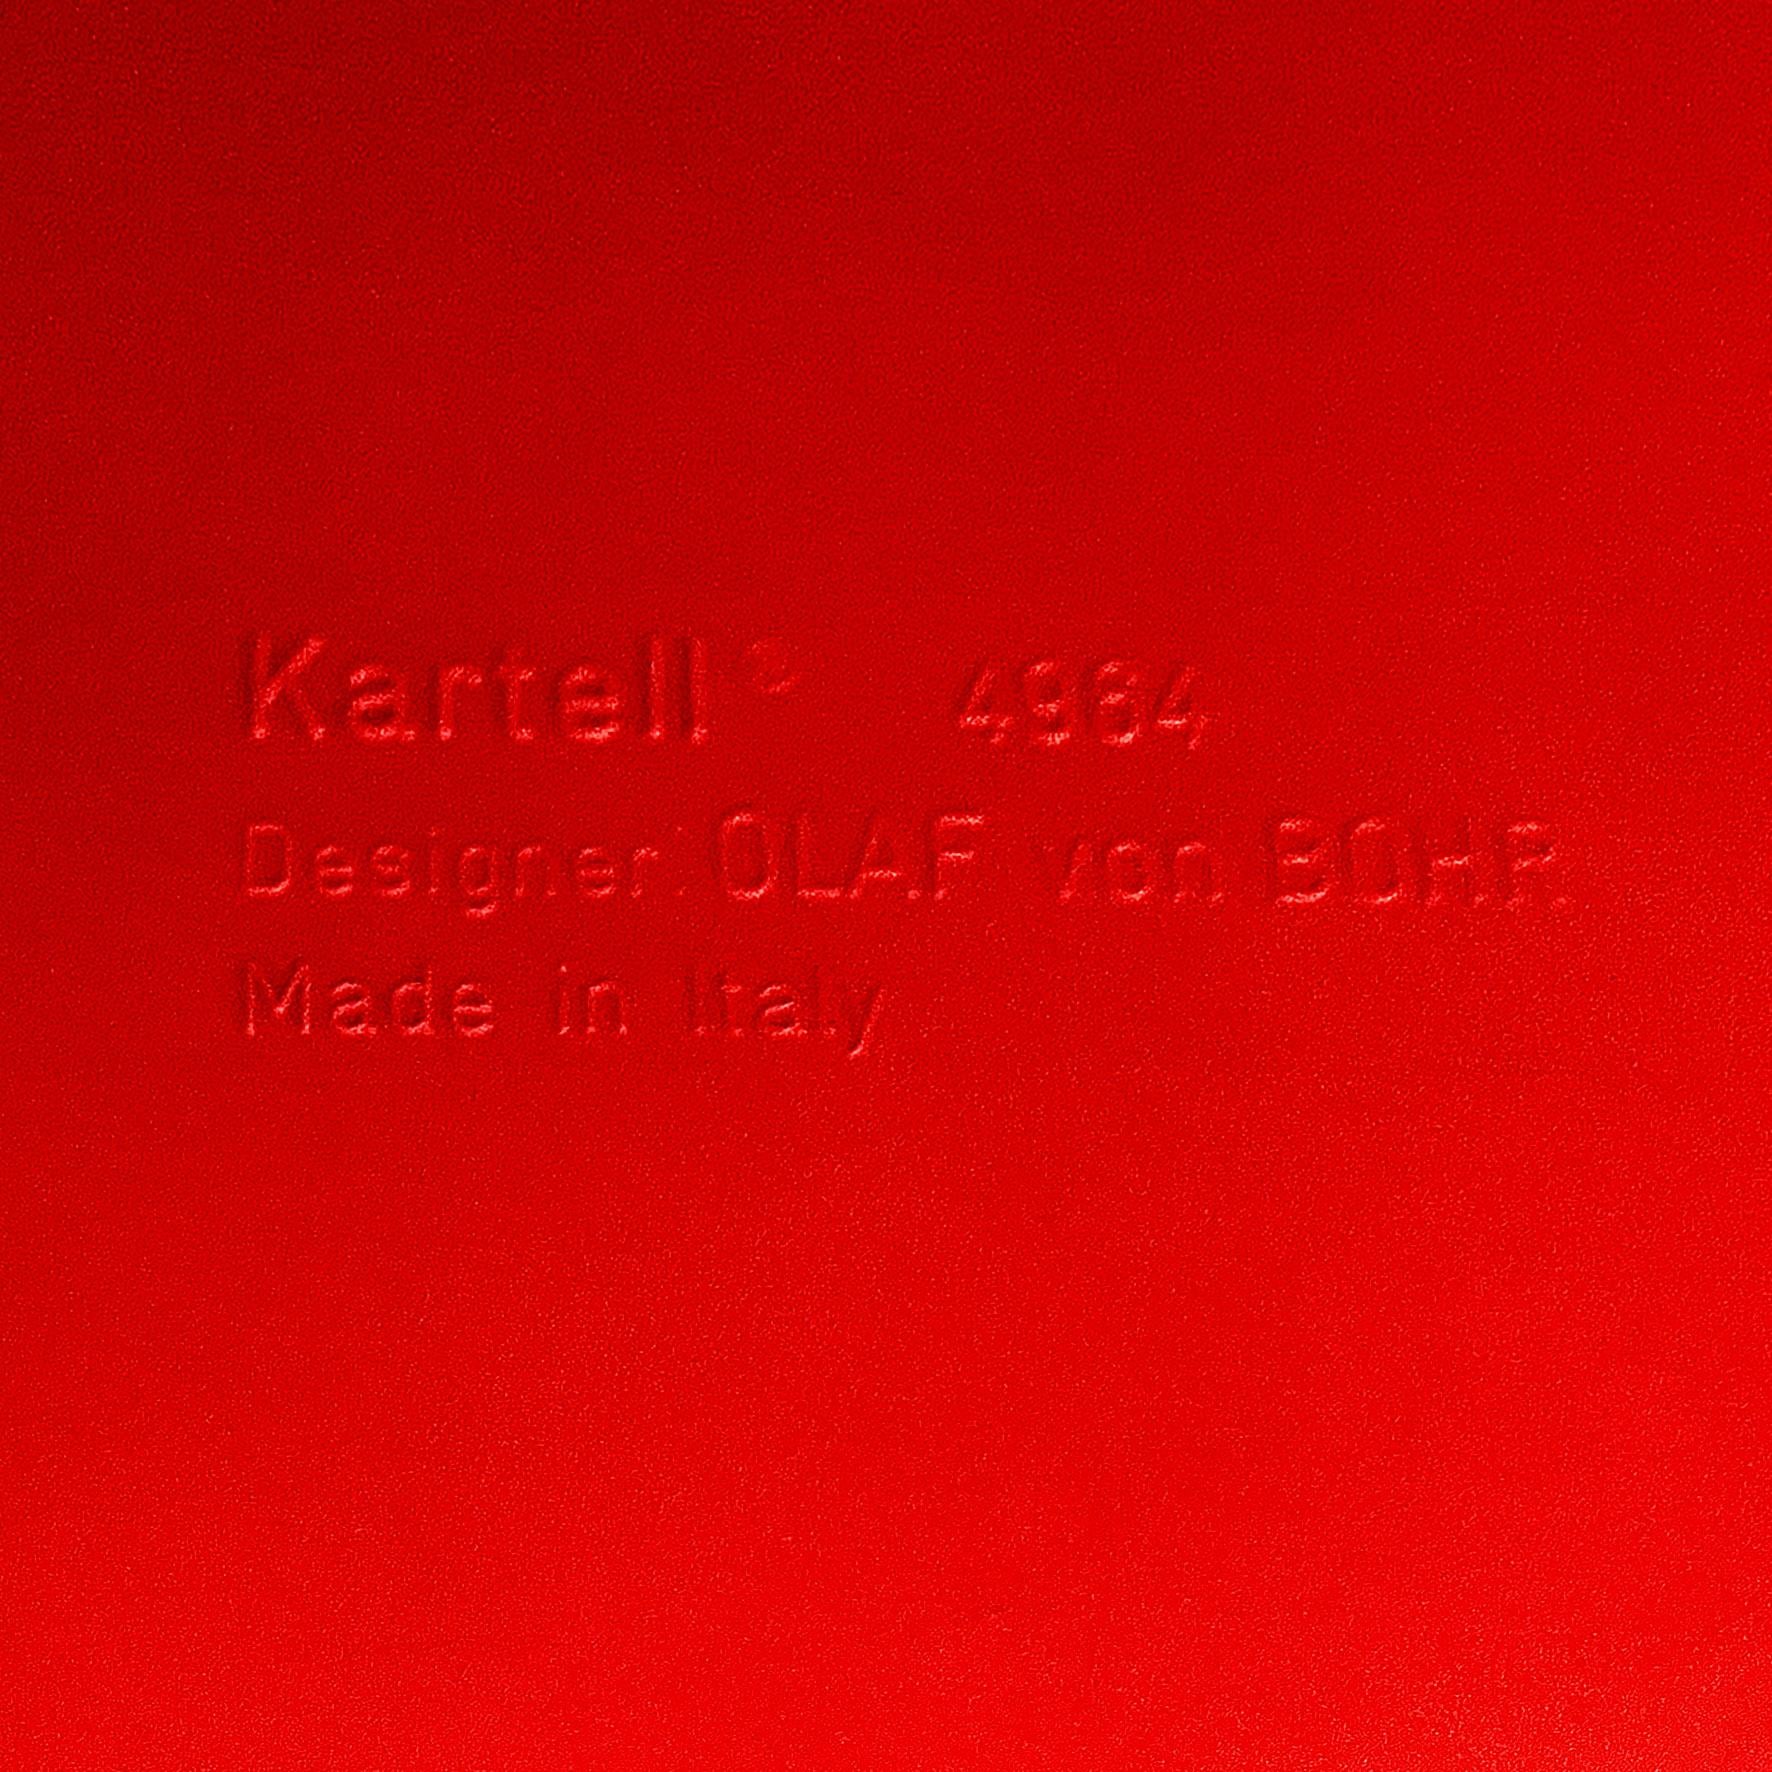 Kartell® 4964
Designer: OLAF von BOHR.
Made in Italy